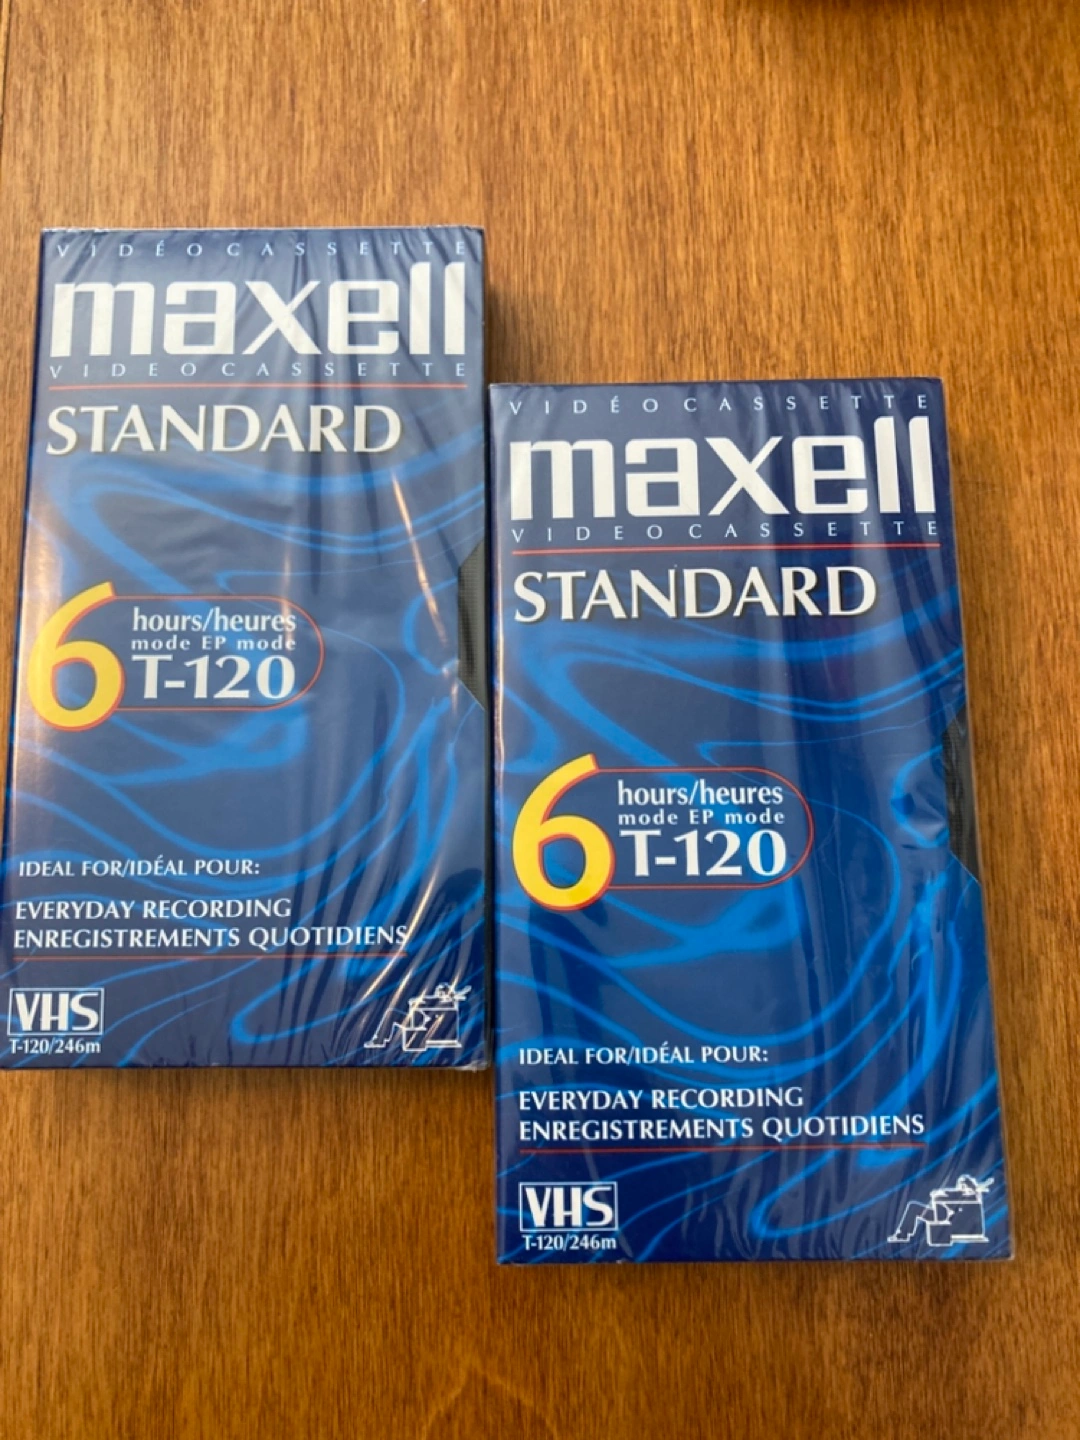 VIDÉOCASSETTE
maxell
VIDEOCASSETTE
STANDARD
6 hours/heures
mode EP mode
T-120
IDEAL FOR/IDÉAL POUR:
EVERYDAY RECORDING
ENREGISTREMENTS QUOTIDIENS
VHS
T-120/246m
VIDÉOCASSETTE
maxell
VIDEOCASSETTE
STANDARD
6 hours/heures
mode EP mode
T-120
IDEAL FOR/IDÉAL POUR:
EVERYDAY RECORDING
ENREGISTREMENTS QUOTIDIENS
VHS
T-120/246m